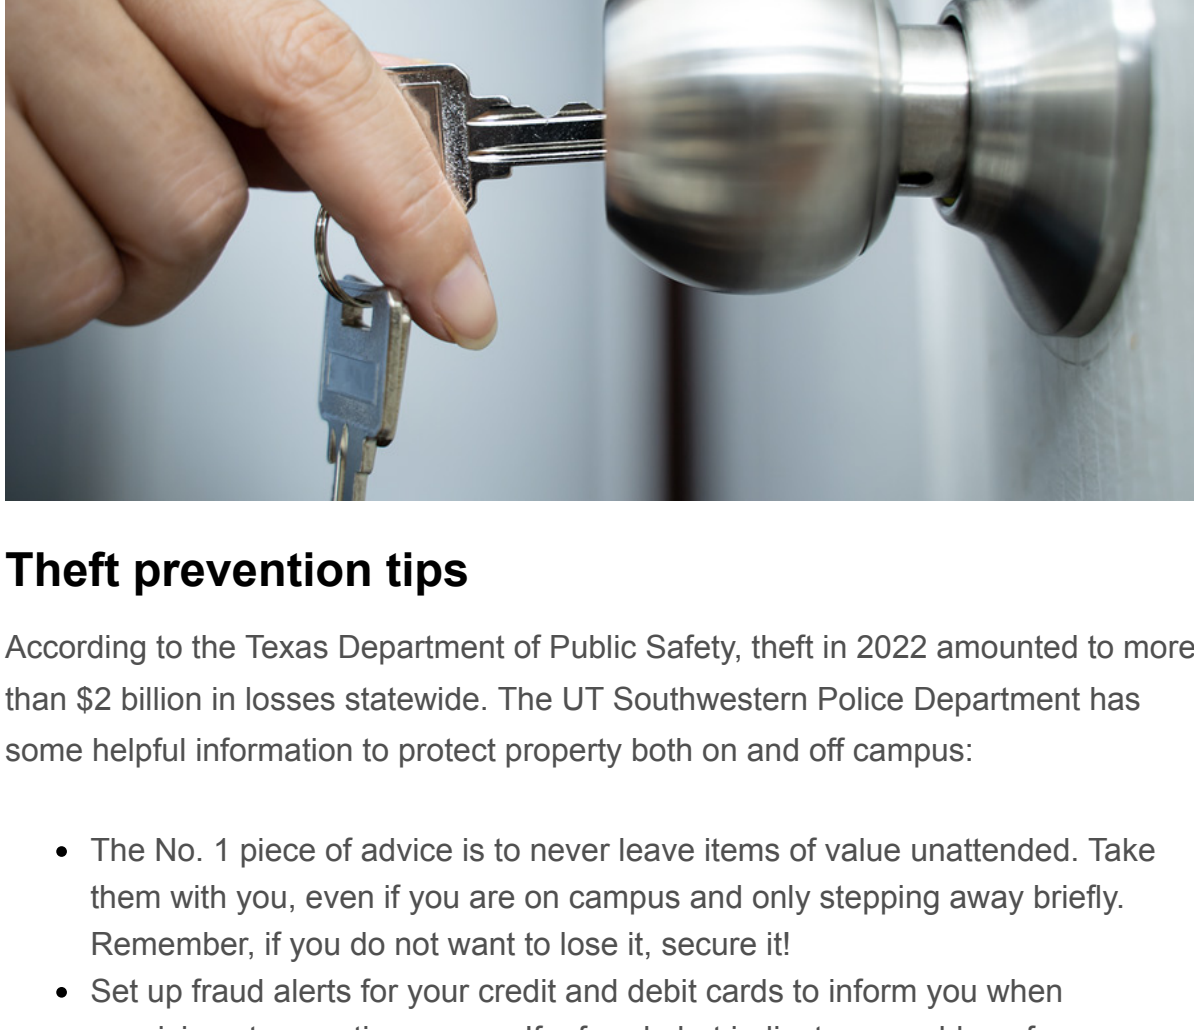 Theft prevention tips
According to the Texas Department of Public Safety, theft in 2022 amounted to more
than $2 billion in losses statewide. The UT Southwestern Police Department has
some helpful information to protect property both on and off campus:
• The No. 1 piece of advice is to never leave items of value unattended. Take
them with you, even if you are on campus and only stepping away briefly.
Remember, if you do not want to lose it, secure it!
• Set up fraud alerts for your credit and debit cards to inform you when